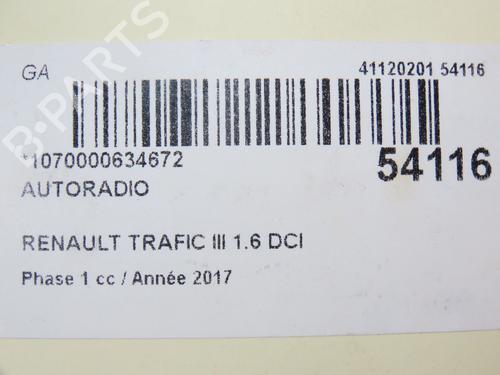 GA
41120201 54116
*1070000634672
54116
AUTORADIO
RENAULT TRAFIC III 1.6 DCI
Phase 1 cc / Année 2017
B-PARTS